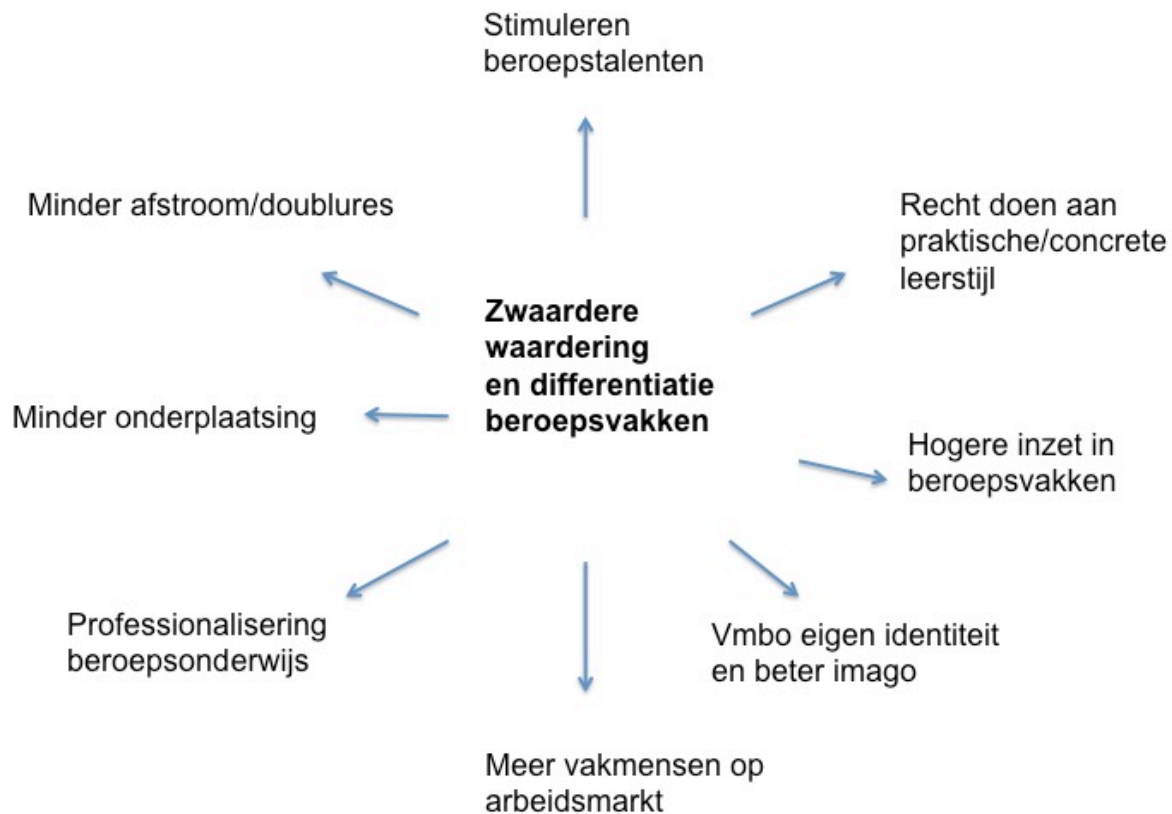 Stimuleren
beroepstalenten
Minder afstroom/doublures
Recht doen aan
praktische/concrete
leerstijl
Zwaardere
waardering
en differentiatie
beroepsvakken
Minder onderplaatsing
Hogere inzet in
beroepsvakken
Professionalisering
beroepsonderwijs
Vmbo eigen identiteit
en beter imago
Meer vakmensen op
arbeidsmarkt